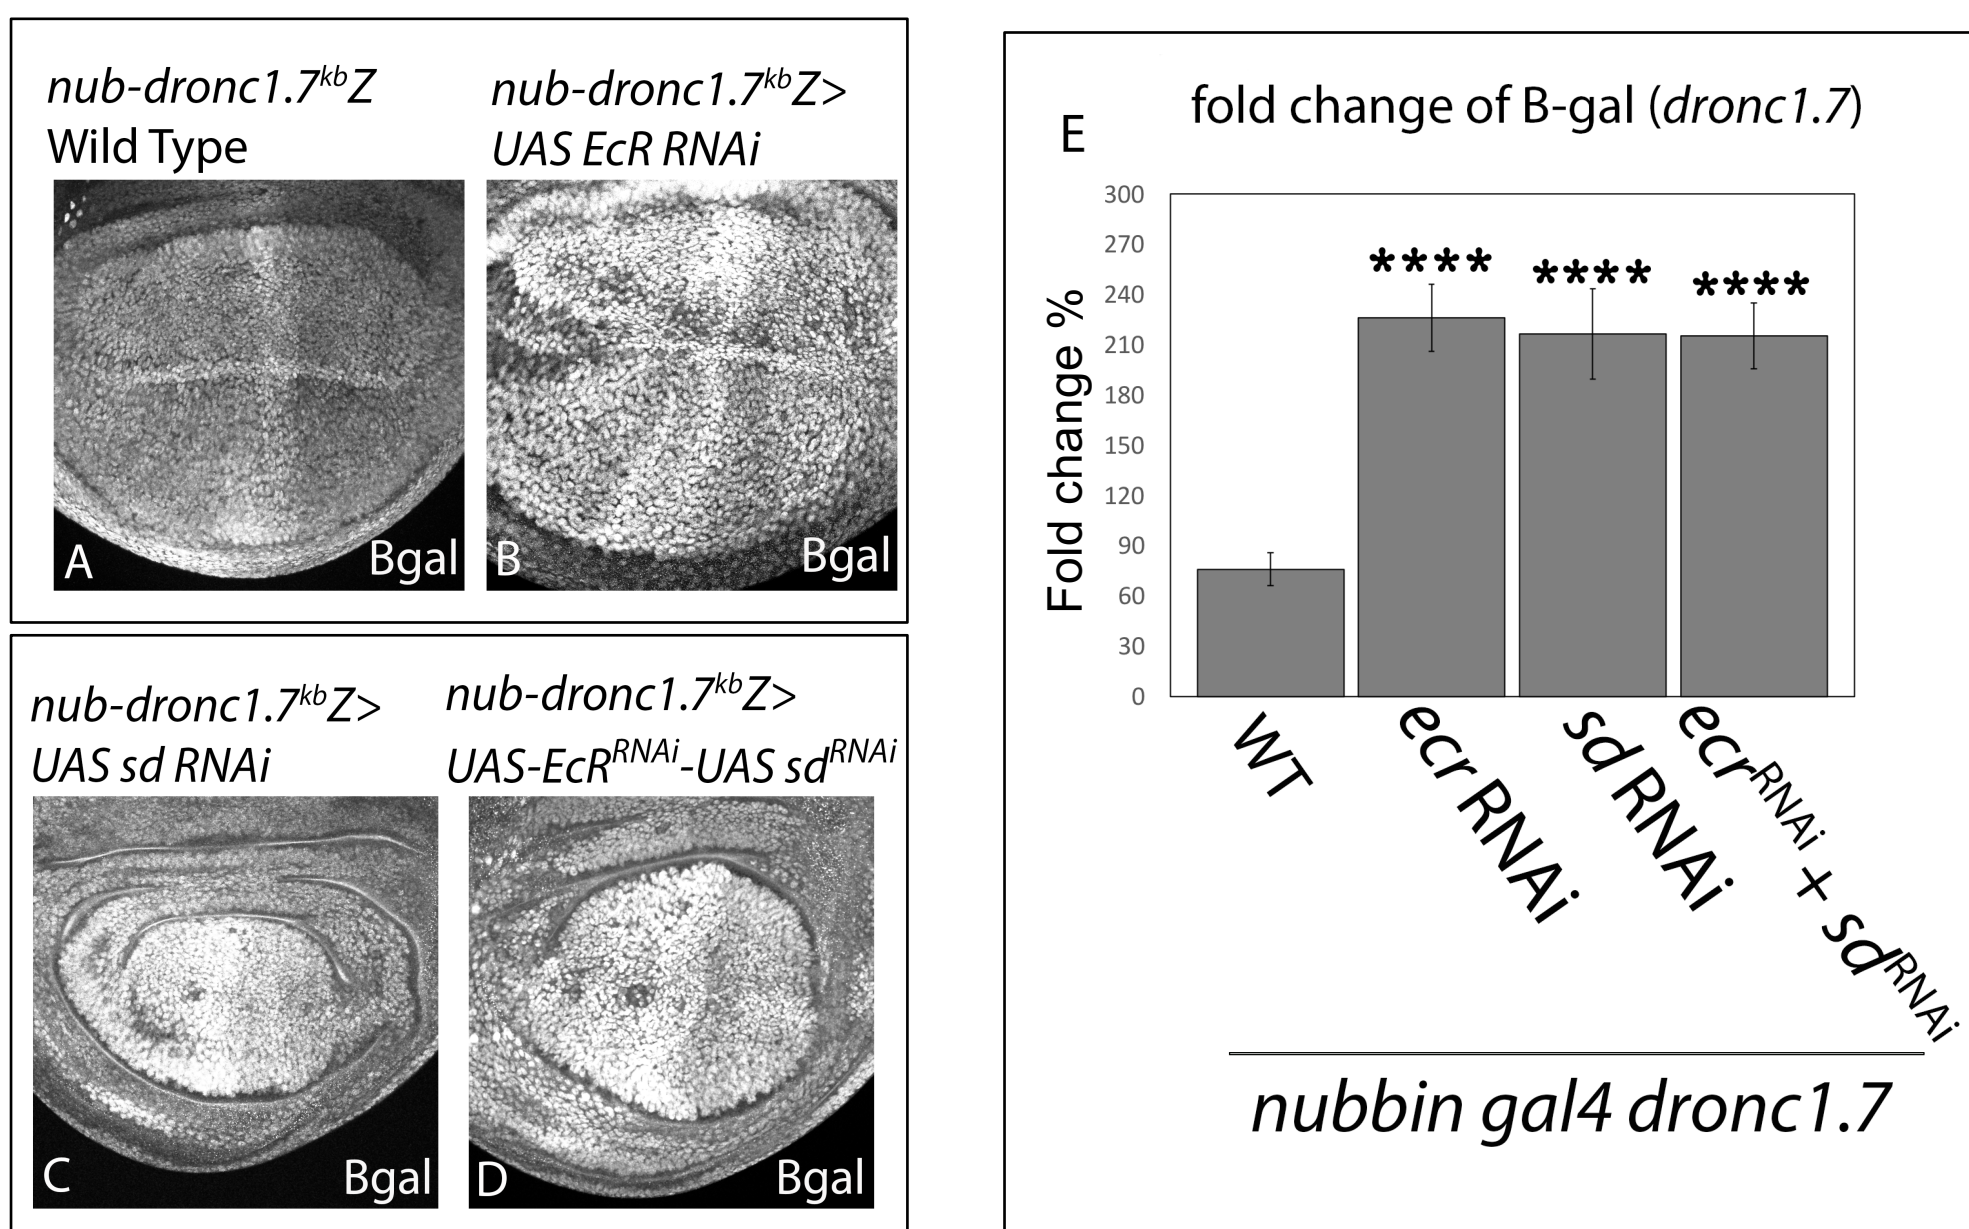 nub-dronc1.7kbZ
Wild Type
nub-dronc1.7kbZ>
UAS EcR RNAi
A
Bgal
B
Bgal
nub-dronc1.7kbZ>
UAS sd RNAi
nub-dronc1.7kbZ>
UAS-EcRRNAi-UAS sdRNAi
C
Bgal
D
Bgal
E
fold change of B-gal (dronc1.7)
Fold change %
300
270
240
210
180
150
120
90
60
30
0
****
****
****
WT
ecr RNAi
sd RNAi
ecrRNAi + sdRNAi
nubbin gal4 dronc1.7